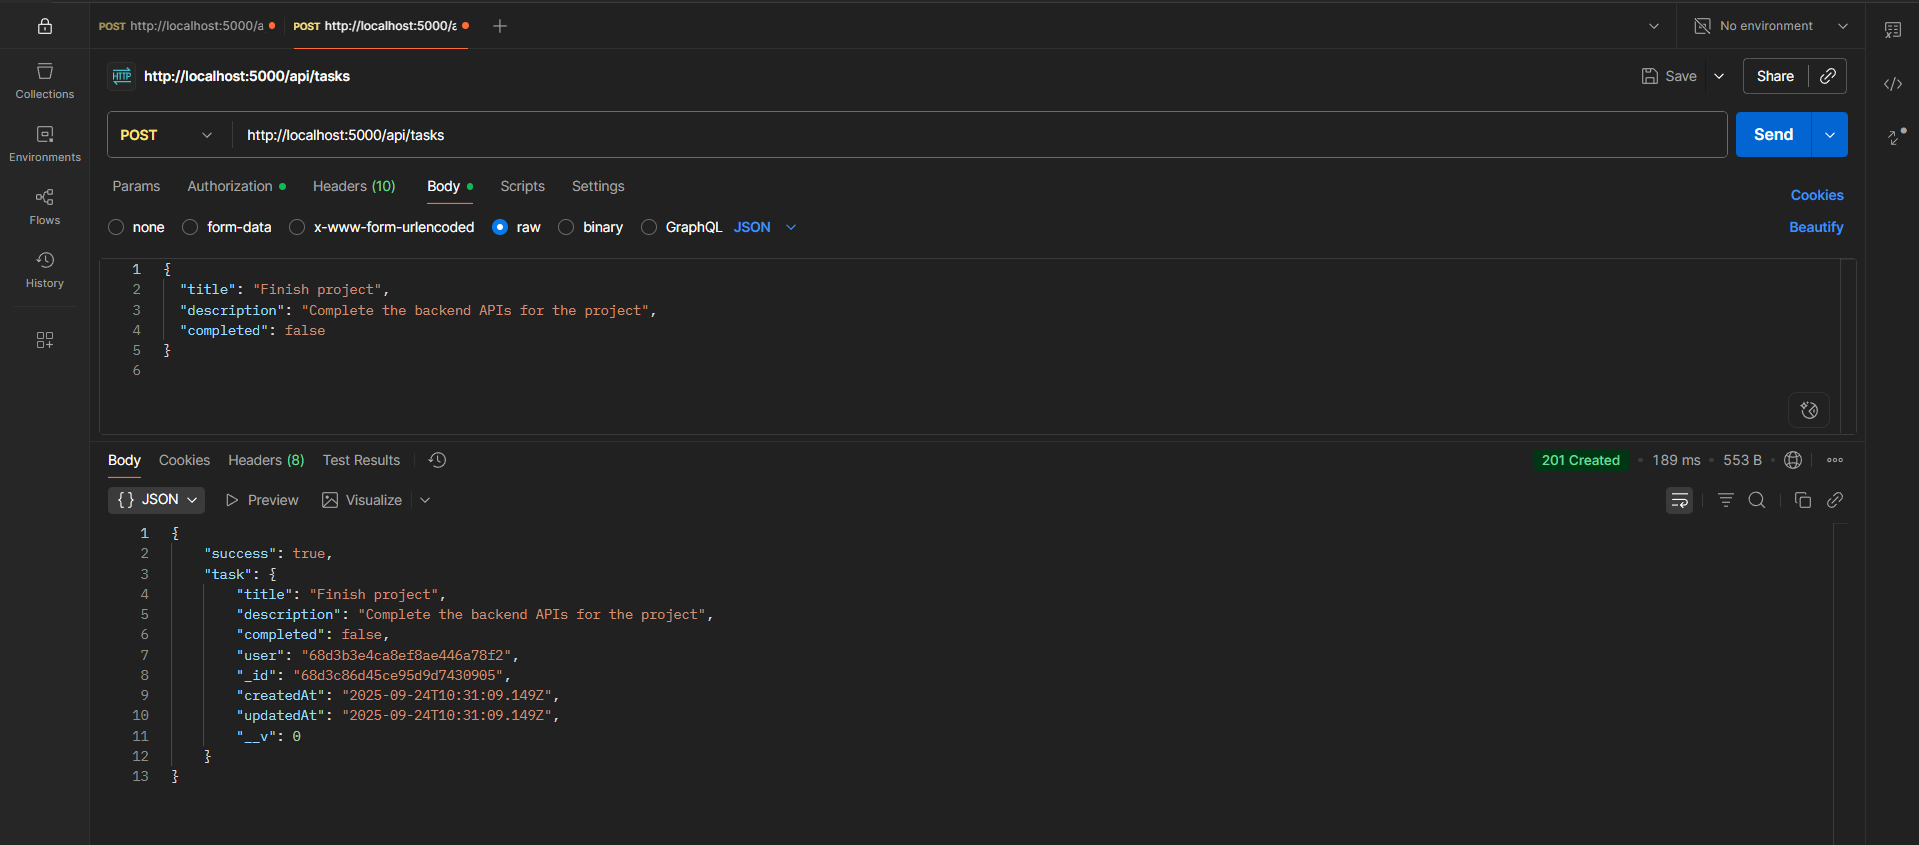 POST http://localhost:5000/a POST http://localhost:5000/a No environment
Collections
Environments
Flows
History
HTTP http://localhost:5000/api/tasks Save Share
POST http://localhost:5000/api/tasks Send
Params Authorization Headers (10) Body Scripts Settings Cookies
none form-data x-www-form-urlencoded raw binary GraphQL JSON Beautify
1 {
2 "title": "Finish project",
3 "description": "Complete the backend APIs for the project",
4 "completed": false
5 }
6
Body Cookies Headers (8) Test Results 201 Created 189 ms 553 B
{} JSON Preview Visualize
1 {
2 "success": true,
3 "task": {
4 "title": "Finish project",
5 "description": "Complete the backend APIs for the project",
6 "completed": false,
7 "user": "68d3b3e4ca8ef8ae446a78f2",
8 "_id": "68d3c86d45ce95d9d7430905",
9 "createdAt": "2025-09-24T10:31:09.149Z",
10 "updatedAt": "2025-09-24T10:31:09.149Z",
11 "__v": 0
12 }
13 }